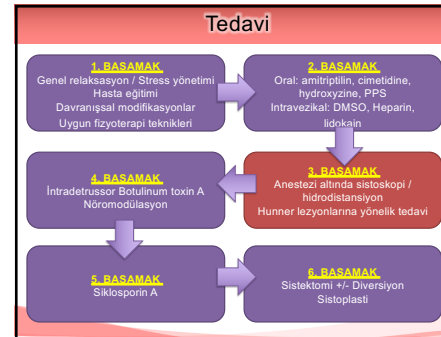 Tedavi
1. BASAMAK
Genel relaksasyon / Stress yönetimi
Hasta eğitimi
Davranışsal modifikasyonlar
Uygun fizyoterapi teknikleri
2. BASAMAK
Oral: amitriptilin, cimetidine,
hydroxyzine, PPS
Intravezikal: DMSO, Heparin,
lidokain
3. BASAMAK
Anestezi altında sistoskopi /
hidrodistansiyon
Hunner lezyonlarına yönelik tedavi
4. BASAMAK
İntradetrussor Botulinum toxin A
Nöromodülasyon
5. BASAMAK
Siklosporin A
6. BASAMAK
Sistektomi +/- Diversiyon
Sistoplasti